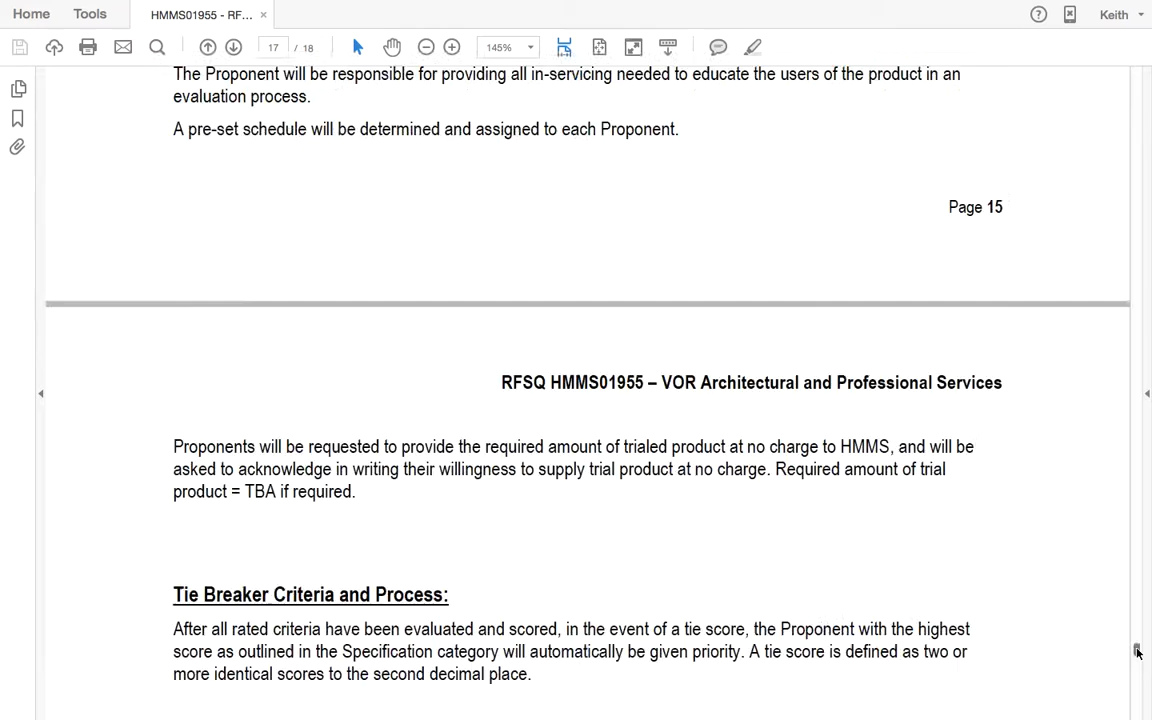 Home
Tools
HMMS01955 - RF... ×
Keith
17 / 18
145%
The Proponent will be responsible for providing all in-servicing needed to educate the users of the product in an
evaluation process.
A pre-set schedule will be determined and assigned to each Proponent.
Page 15
RFSQ HMMS01955 – VOR Architectural and Professional Services
Proponents will be requested to provide the required amount of trialed product at no charge to HMMS, and will be
asked to acknowledge in writing their willingness to supply trial product at no charge. Required amount of trial
product = TBA if required.
Tie Breaker Criteria and Process:
After all rated criteria have been evaluated and scored, in the event of a tie score, the Proponent with the highest
score as outlined in the Specification category will automatically be given priority. A tie score is defined as two or
more identical scores to the second decimal place.